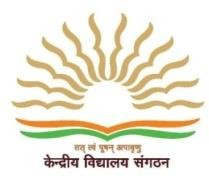 तत् त्वं पूषन् अपावृणु
केन्द्रीय विद्यालय संगठन